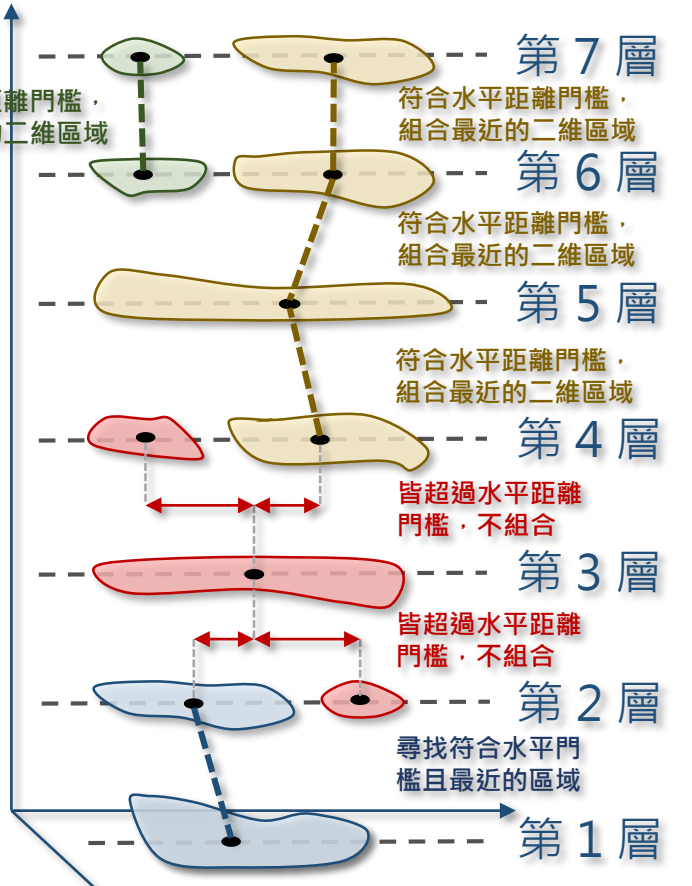 第 7 層
離門檻，
二維區域
符合水平距離門檻，
組合最近的二維區域
第 6 層
符合水平距離門檻，
組合最近的二維區域
第 5 層
符合水平距離門檻，
組合最近的二維區域
第 4 層
皆超過水平距離
門檻，不組合
第 3 層
皆超過水平距離
門檻，不組合
第 2 層
尋找符合水平門
檻且最近的區域
第 1 層